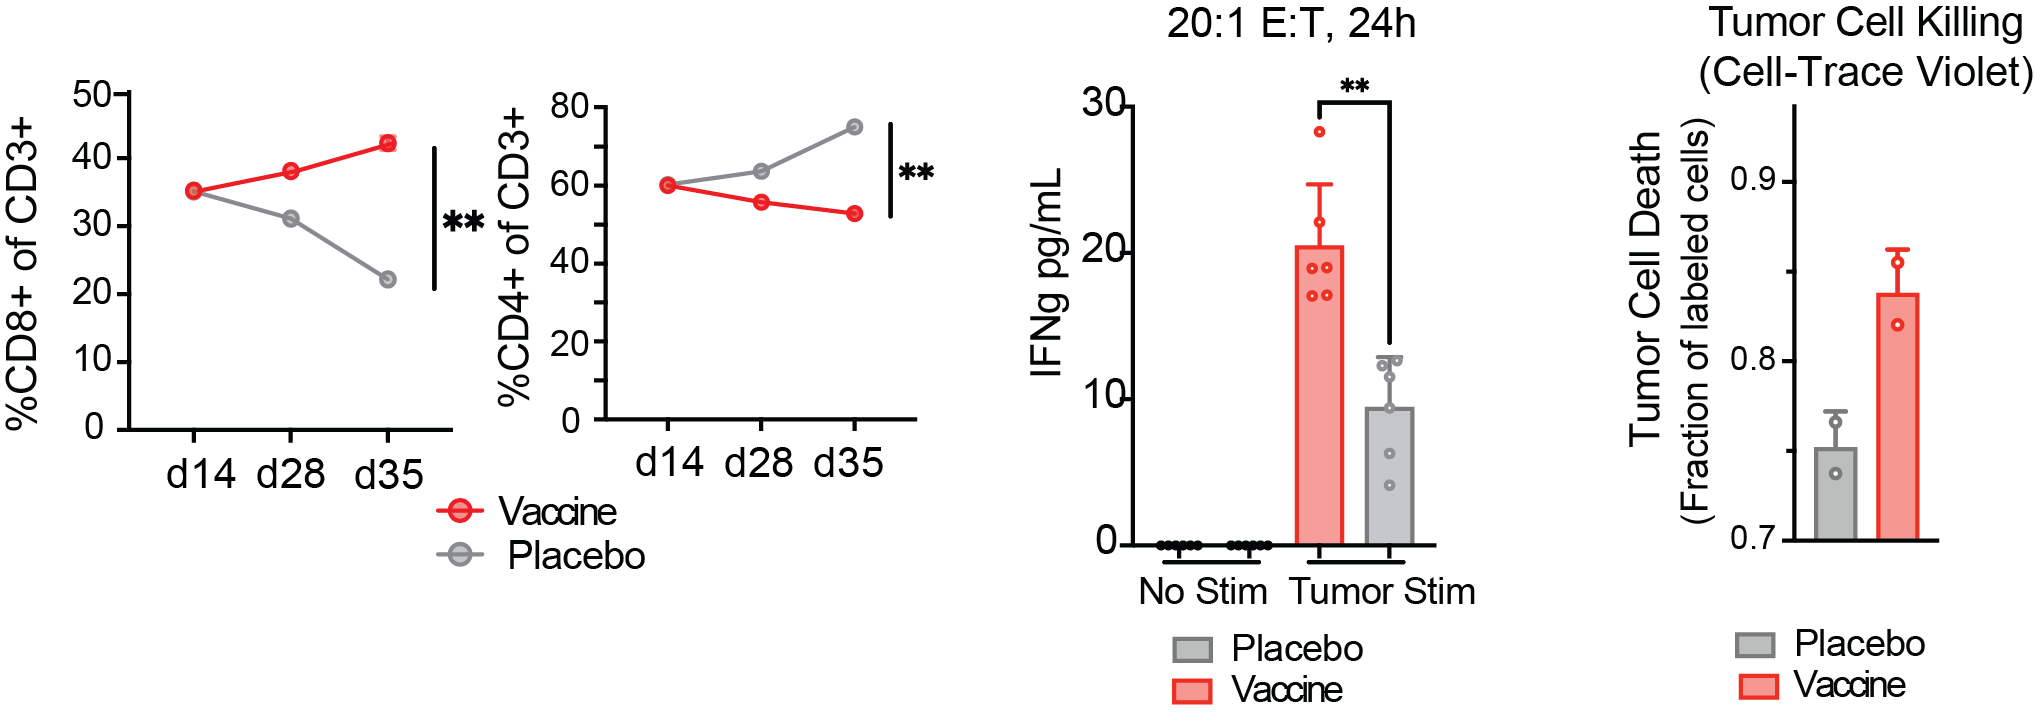 %CD8+ of CD3+
50
40
30
20
10
0
d14 d28 d35
**
%CD4+ of CD3+
80
60
40
20
0
d14 d28 d35
**
Vaccine
Placebo
20:1 E:T, 24h
IFNg pg/mL
30
20
10
0
**
No Stim Tumor Stim
Placebo
Vaccine
Tumor Cell Killing
(Cell-Trace Violet)
Tumor Cell Death
(Fraction of labeled cells)
0.9
0.8
0.7
Placebo
Vaccine